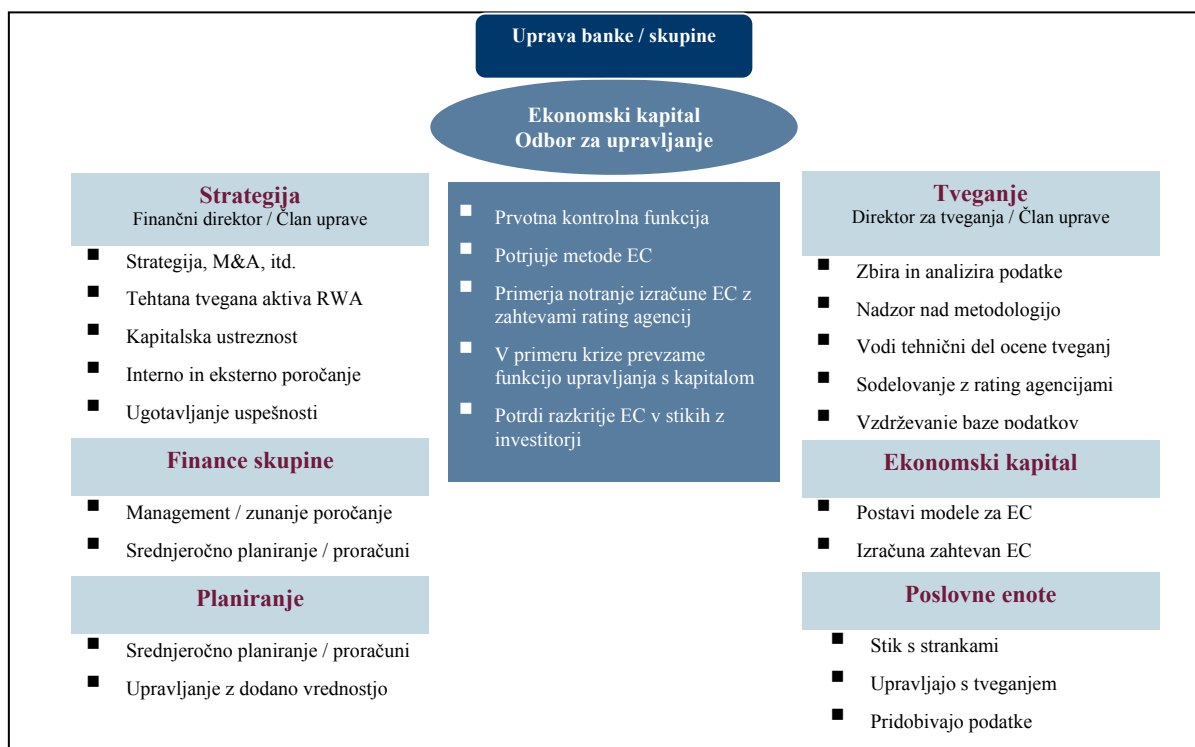 Uprava banke / skupine
Ekonomski kapital
Odbor za upravljanje
Strategija
Finančni direktor / Član uprave
■ Strategija, M&A, itd.
■ Tehtana tvegana aktiva RWA
■ Kapitalska ustreznost
■ Interno in eksterno poročanje
■ Ugotavljanje uspešnosti
Finance skupine
■ Management / zunanje poročanje
■ Srednjeročno planiranje / proračuni
Planiranje
■ Srednjeročno planiranje / proračuni
■ Upravljanje z dodano vrednostjo
■ Prvotna kontrolna funkcija
■ Potrjuje metode EC
■ Primerja notranje izračune EC z
zahtevami rating agencij
■ V primeru krize prevzame
funkcijo upravljanja s kapitalom
■ Potrdi razkritje EC v stikih z
investitorji
Tveganje
Direktor za tveganja / Član uprave
■ Zbira in analizira podatke
■ Nadzor nad metodologijo
■ Vodi tehnični del ocene tveganj
■ Sodelovanje z rating agencijami
■ Vzdrževanje baze podatkov
Ekonomski kapital
■ Postavi modele za EC
■ Izračuna zahtevan EC
Poslovne enote
■ Stik s strankami
■ Upravljajo s tveganjem
■ Pridobivajo podatke